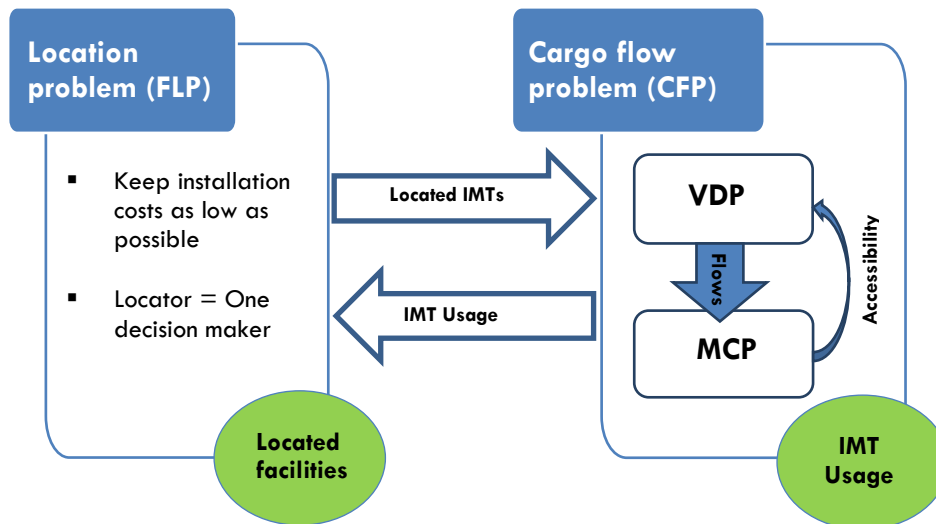 Location
problem (FLP)
▪ Keep installation
costs as low as
possible
▪ Locator = One
decision maker
Located
facilities
Located IMTs
IMT Usage
Cargo flow
problem (CFP)
VDP
Flows
MCP
Accessibility
IMT
Usage